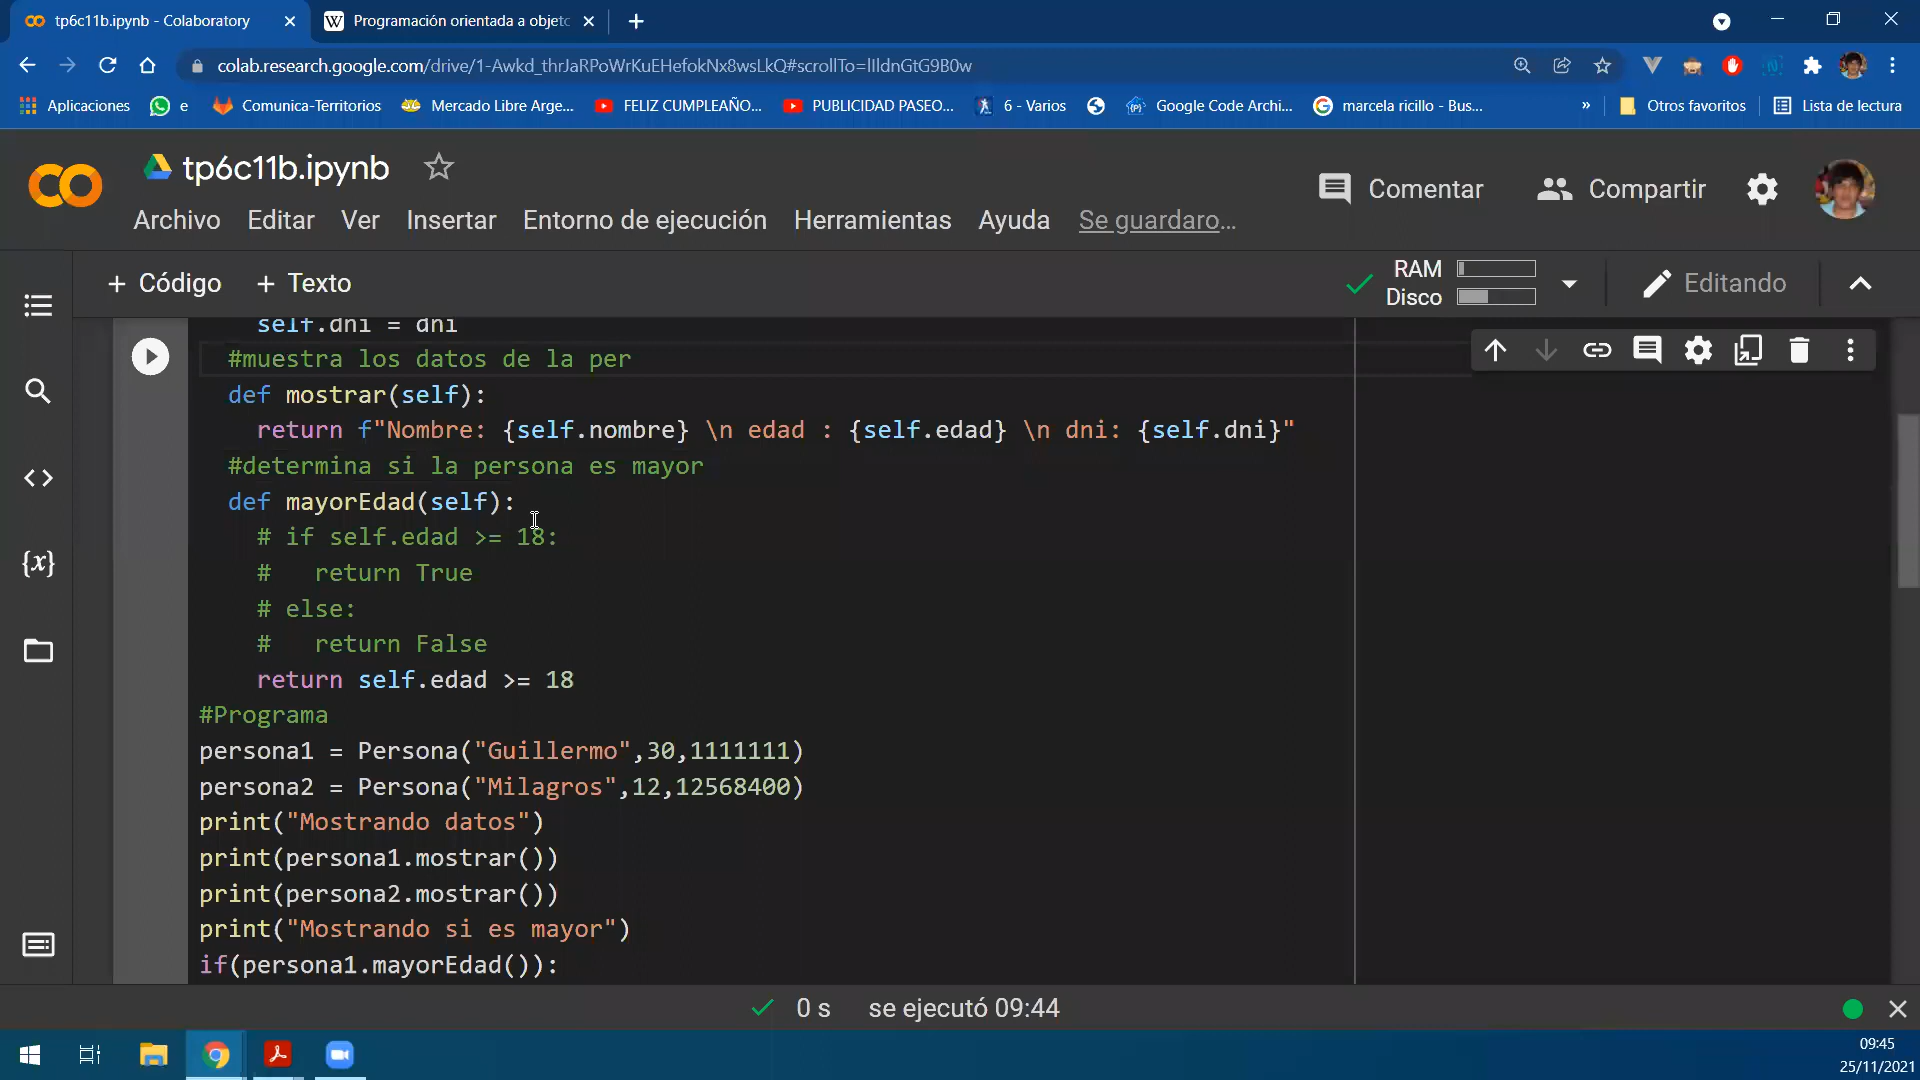 tp6c11b.ipynb - Colaboratory
Programación orientada a objeto
colab.research.google.com/drive/1-Awkd_thrJaRPoWrKuEHefokNx8wsLkQ#scrollTo=lIldnGtG9B0w
Aplicaciones
e
Comunica-Territorios
Mercado Libre Arge...
FELIZ CUMPLEAÑO...
PUBLICIDAD PASEO...
6 - Varios
Google Code Archi...
marcela ricillo - Bus...
»
Otros favoritos
Lista de lectura
tp6c11b.ipynb
Comentar
Compartir
Archivo Editar Ver Insertar Entorno de ejecución Herramientas Ayuda Se guardaro...
+ Código + Texto
RAM
Disco
Editando
self.dni = dni
#muestra los datos de la per
def mostrar(self):
return f"Nombre: {self.nombre} \n edad : {self.edad} \n dni: {self.dni}"
#determina si la persona es mayor
def mayorEdad(self):
# if self.edad >= 18:
#   return True
# else:
#   return False
return self.edad >= 18
#Programa
persona1 = Persona("Guillermo",30,1111111)
persona2 = Persona("Milagros",12,12568400)
print("Mostrando datos")
print(persona1.mostrar())
print(persona2.mostrar())
print("Mostrando si es mayor")
if(persona1.mayorEdad()):
0 s se ejecutó 09:44
09:45
25/11/2021